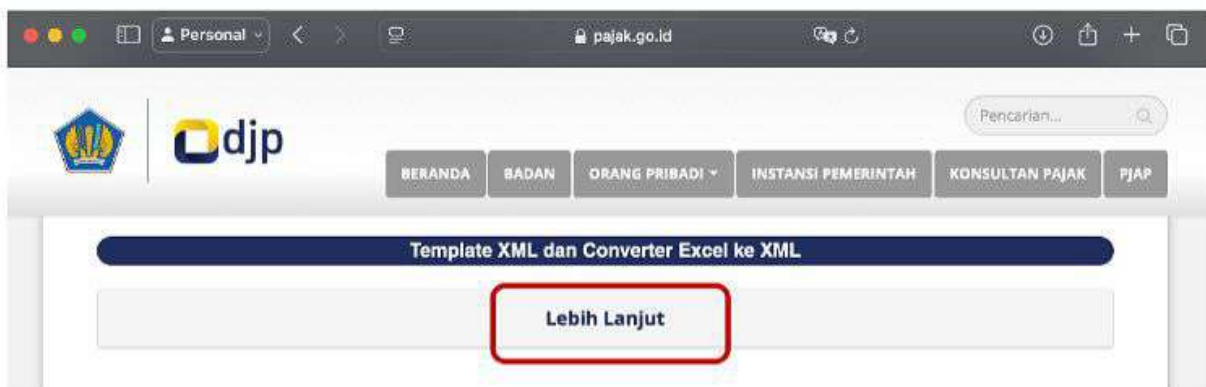 Personal
pajak.go.id
djp
Pencarian...
BERANDA BADAN ORANG PRIBADI INSTANSI PEMERINTAH KONSULTAN PAJAK PJAP
Template XML dan Converter Excel ke XML
Lebih Lanjut